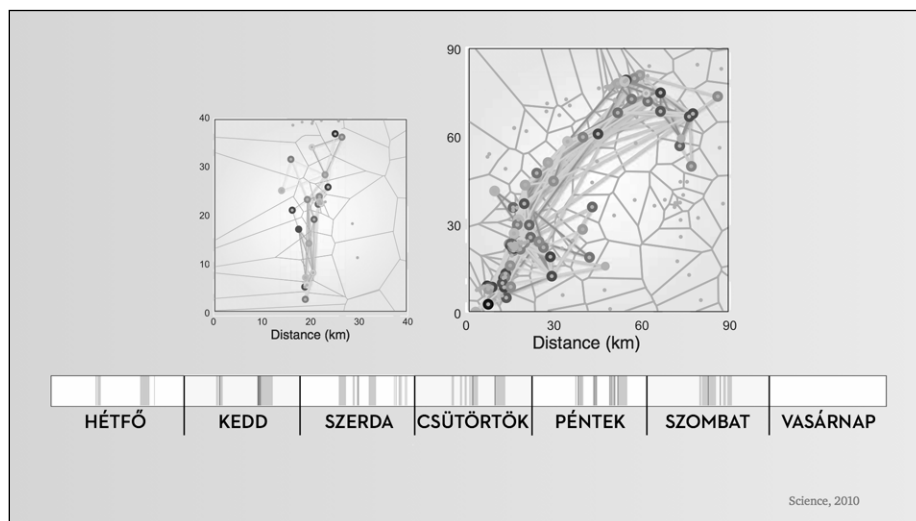 90
60
30
0
0 30 60 90
Distance (km)
40
30
20
10
0
0 10 20 30 40
Distance (km)
HÉTFŐ KEDD SZERDA CSÜTÖRTÖK PÉNTEK SZOMBAT VASÁRNAP
Science, 2010